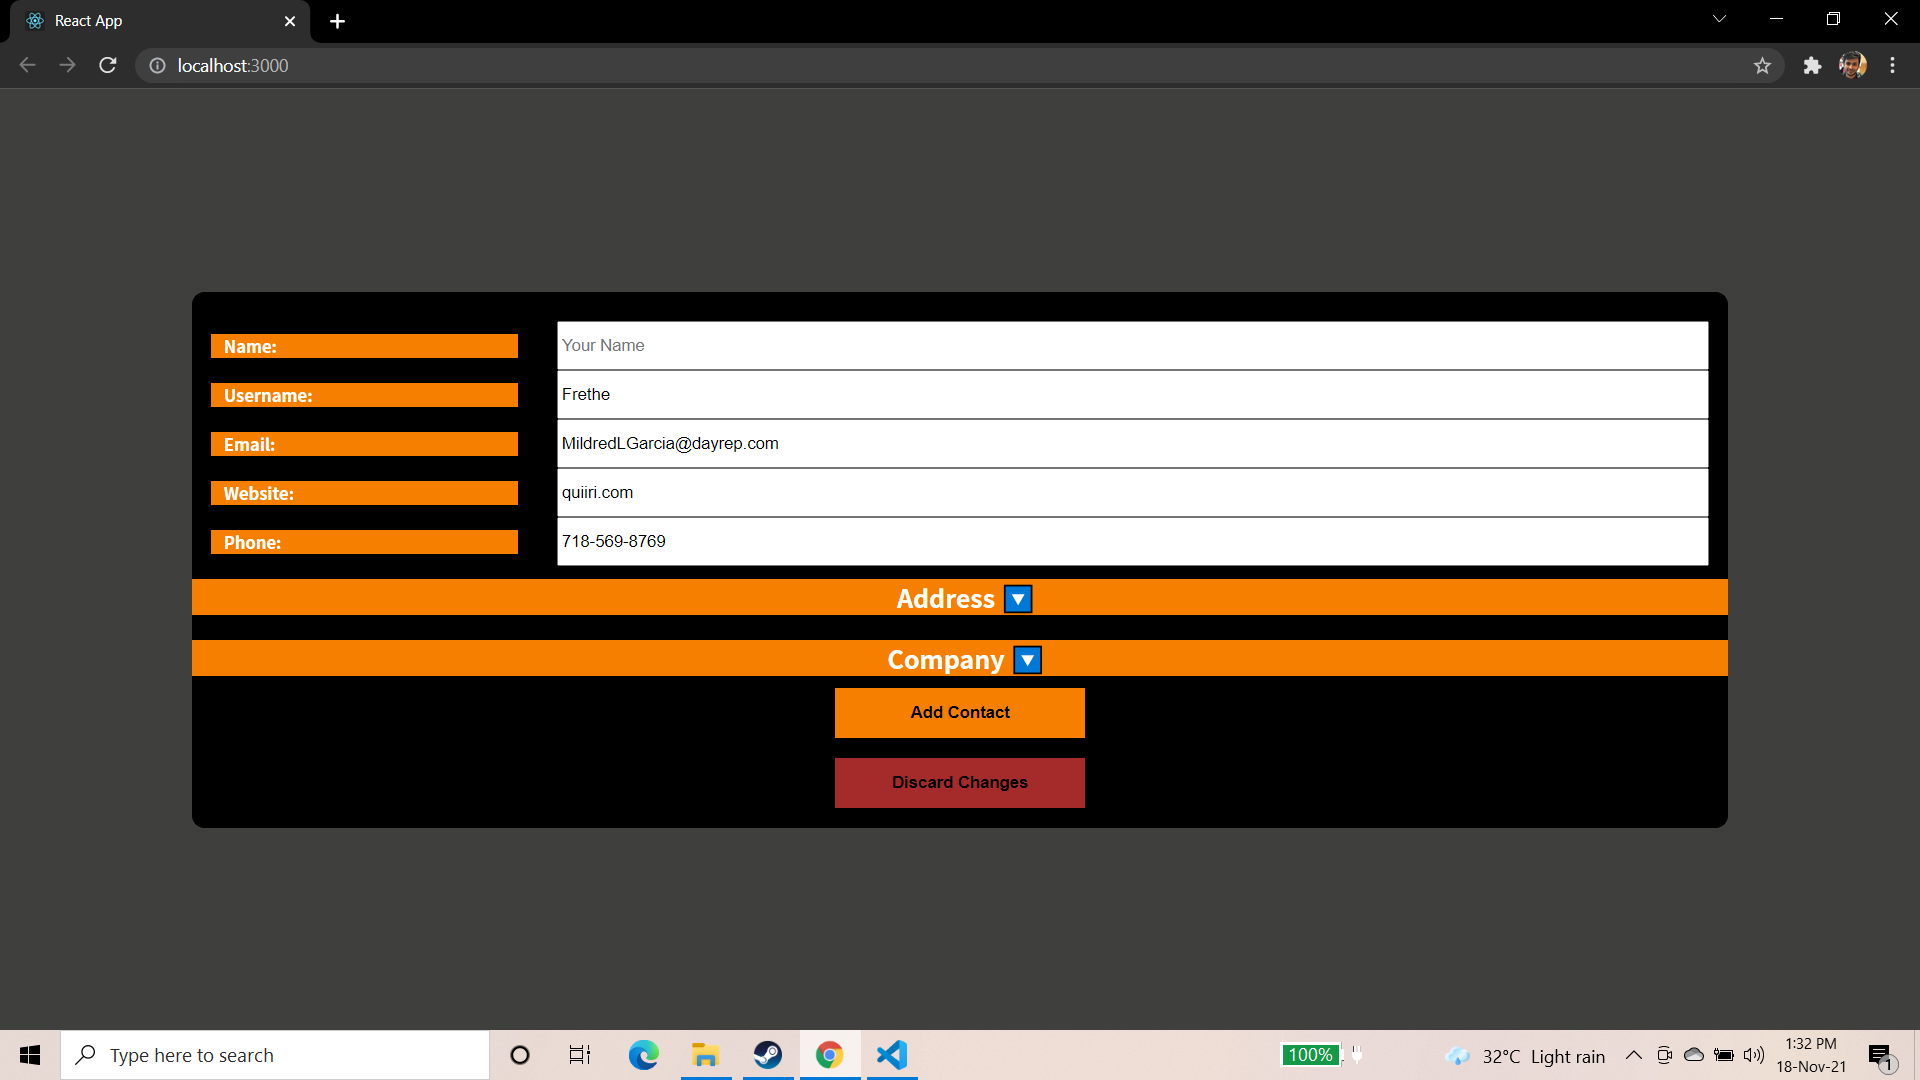 React App
localhost:3000
Name:
Your Name
Username:
Frethe
Email:
MildredLGarcia@dayrep.com
Website:
quiiri.com
Phone:
718-569-8769
Address
Company
Add Contact
Discard Changes
Type here to search
100%
32°C Light rain
1:32 PM
18-Nov-21
1